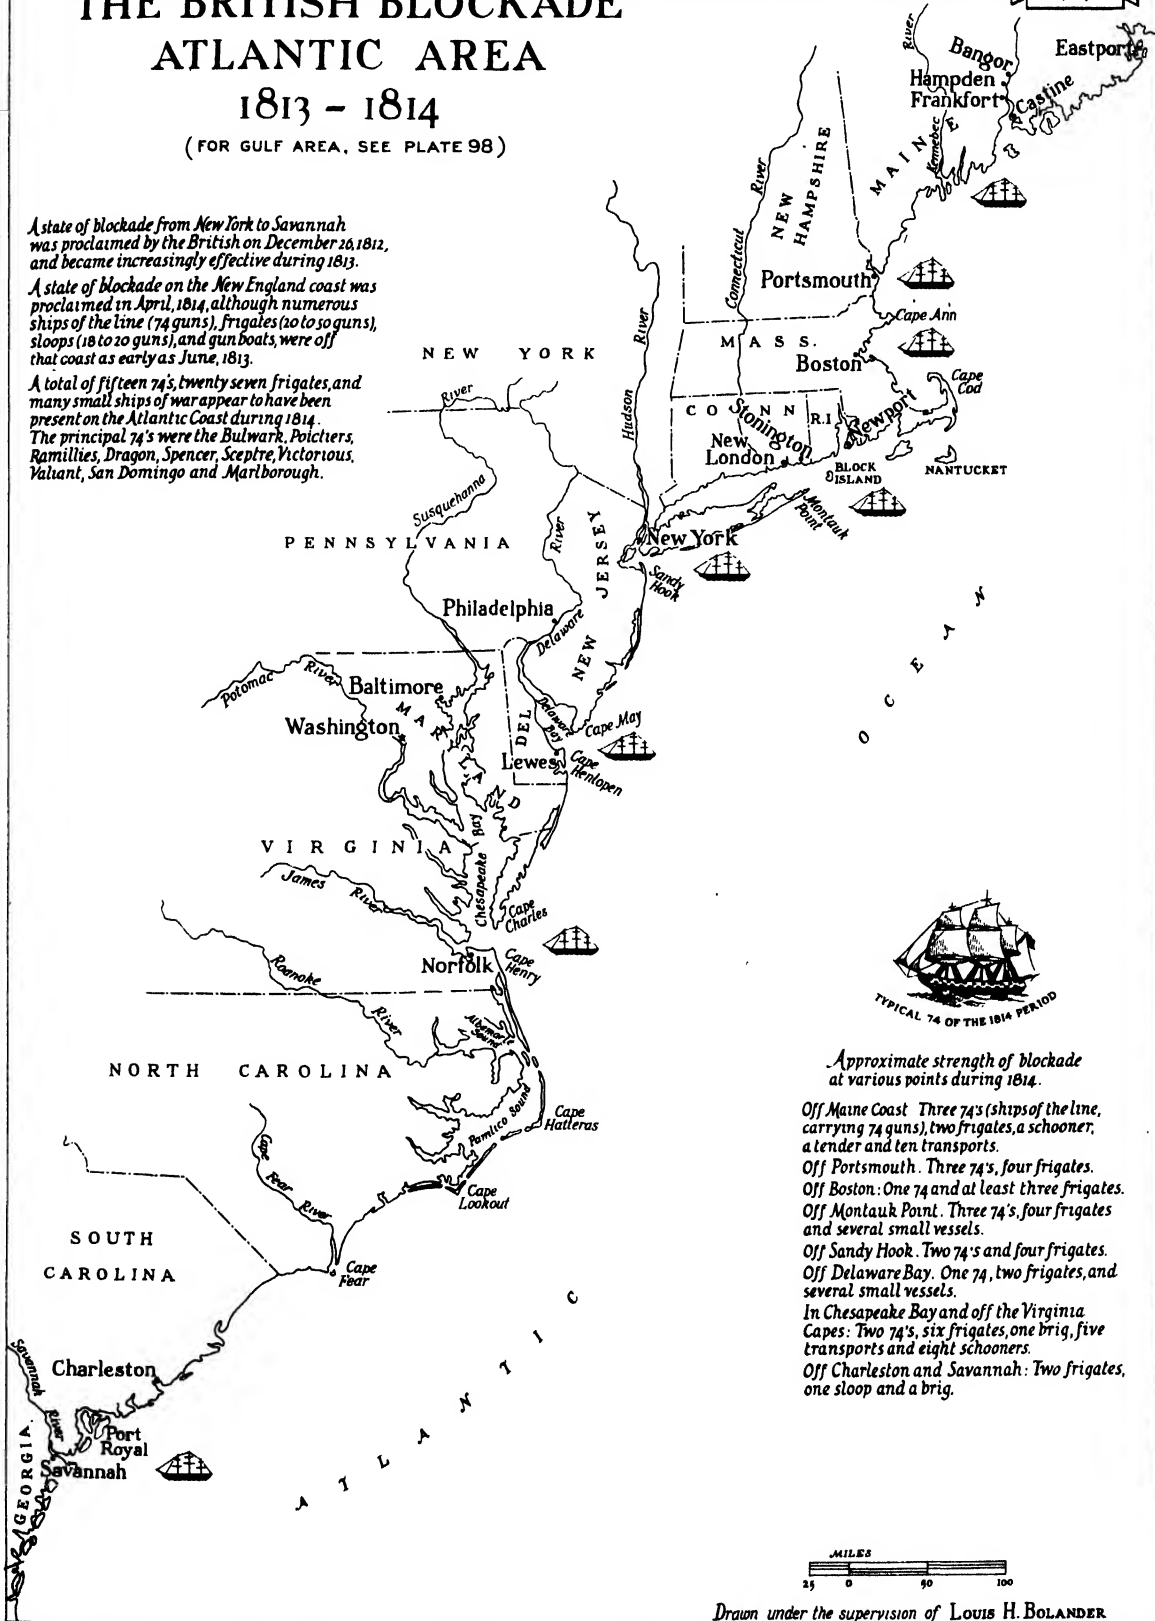 THE BRITISH BLOCKADE
ATLANTIC AREA
1813 – 1814
(FOR GULF AREA, SEE PLATE 98)
A state of blockade from New York to Savannah
was proclaimed by the British on December 26, 1812,
and became increasingly effective during 1813.
A state of blockade on the New England coast was
proclaimed in April, 1814, although numerous
ships of the line (74 guns), frigates (20 to 50 guns),
sloops (18 to 20 guns), and gun boats, were off
that coast as early as June, 1813.
A total of fifteen 74's, twenty seven frigates, and
many small ships of war appear to have been
present on the Atlantic Coast during 1814.
The principal 74's were the Bulwark, Poictiers,
Ramillies, Dragon, Spencer, Sceptre, Victorious,
Valiant, San Domingo and Marlborough.
River
Bangor
Eastport
Hampden
Frankfort
Castine
Kennebec
MAINE
River
Connecticut
NEW
HAMPSHIRE
Portsmouth
Cape Ann
MASS.
Boston
Cape
Cod
NEW YORK
River
Hudson
River
CONN
R.I
Stonington
Newport
New
London
BLOCK
ISLAND
NANTUCKET
Montauk
Point
Susquehanna
PENNSYLVANIA
River
NEW JERSEY
New York
Sandy
Hook
Philadelphia
Delaware
Potomac
River
Baltimore
MARYLAND
Washington
DEL
Delaware
Bay
Cape May
Lewes
Cape
Henlopen
VIRGINIA
Chesapeake Bay
James
River
Cape
Charles
Norfolk
Cape
Henry
Roanoke
River
Albemarle
Sound
NORTH CAROLINA
Pamlico Sound
Cape
Hatteras
Cape
Fear
River
Cape
Lookout
SOUTH
CAROLINA
Cape
Fear
Savannah
River
Charleston
Port
Royal
Savannah
GEORGIA.
ATLANTIC
OCEAN
TYPICAL 74 OF THE 1814 PERIOD
Approximate strength of blockade
at various points during 1814.
Off Maine Coast Three 74's (ships of the line,
carrying 74 guns), two frigates, a schooner,
a tender and ten transports.
Off Portsmouth. Three 74's, four frigates.
Off Boston: One 74 and at least three frigates.
Off Montauk Point. Three 74's, four frigates
and several small vessels.
Off Sandy Hook. Two 74's and four frigates.
Off Delaware Bay. One 74, two frigates, and
several small vessels.
In Chesapeake Bay and off the Virginia
Capes: Two 74's, six frigates, one brig, five
transports and eight schooners.
Off Charleston and Savannah: Two frigates,
one sloop and a brig.
MILES
25 0 50 100
Drawn under the supervision of LOUIS H. BOLANDER